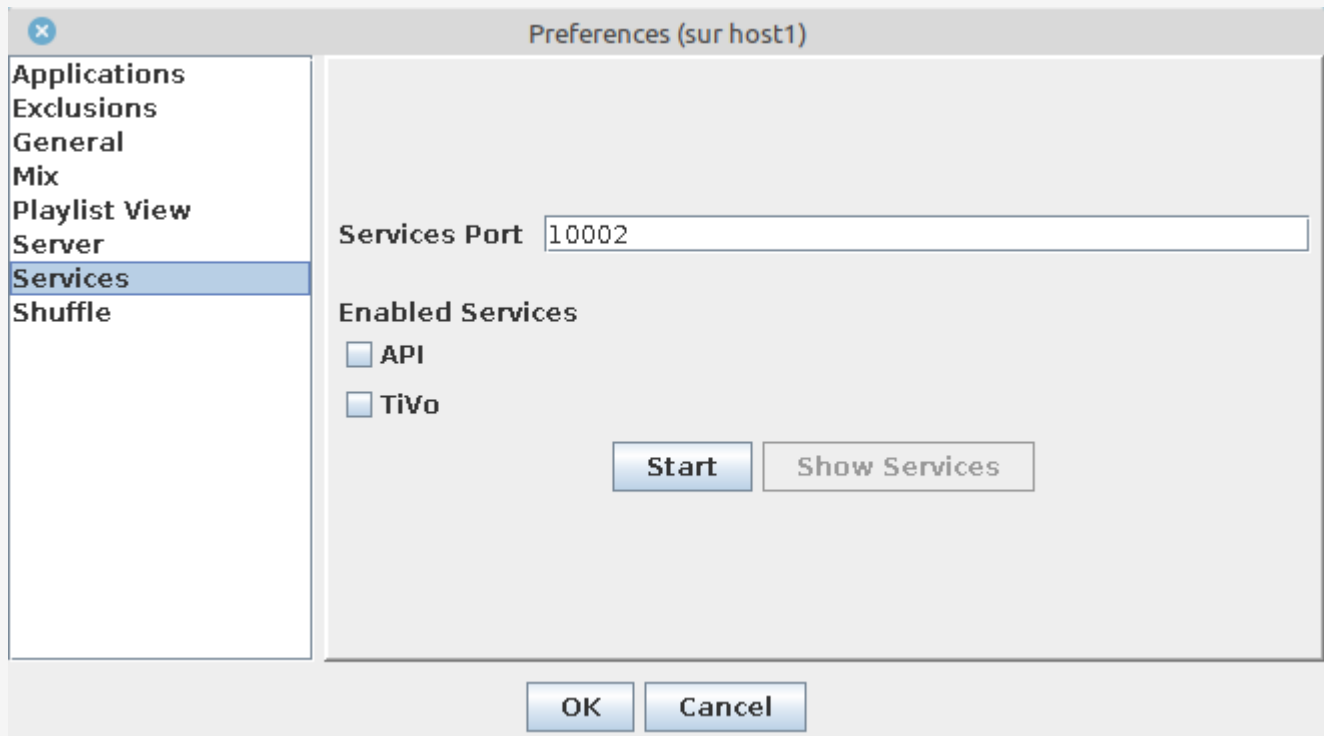 Preferences (sur host1)
Applications
Exclusions
General
Mix
Playlist View
Server
Services
Shuffle
Services Port 10002
Enabled Services
API
TiVo
Start Show Services
OK Cancel